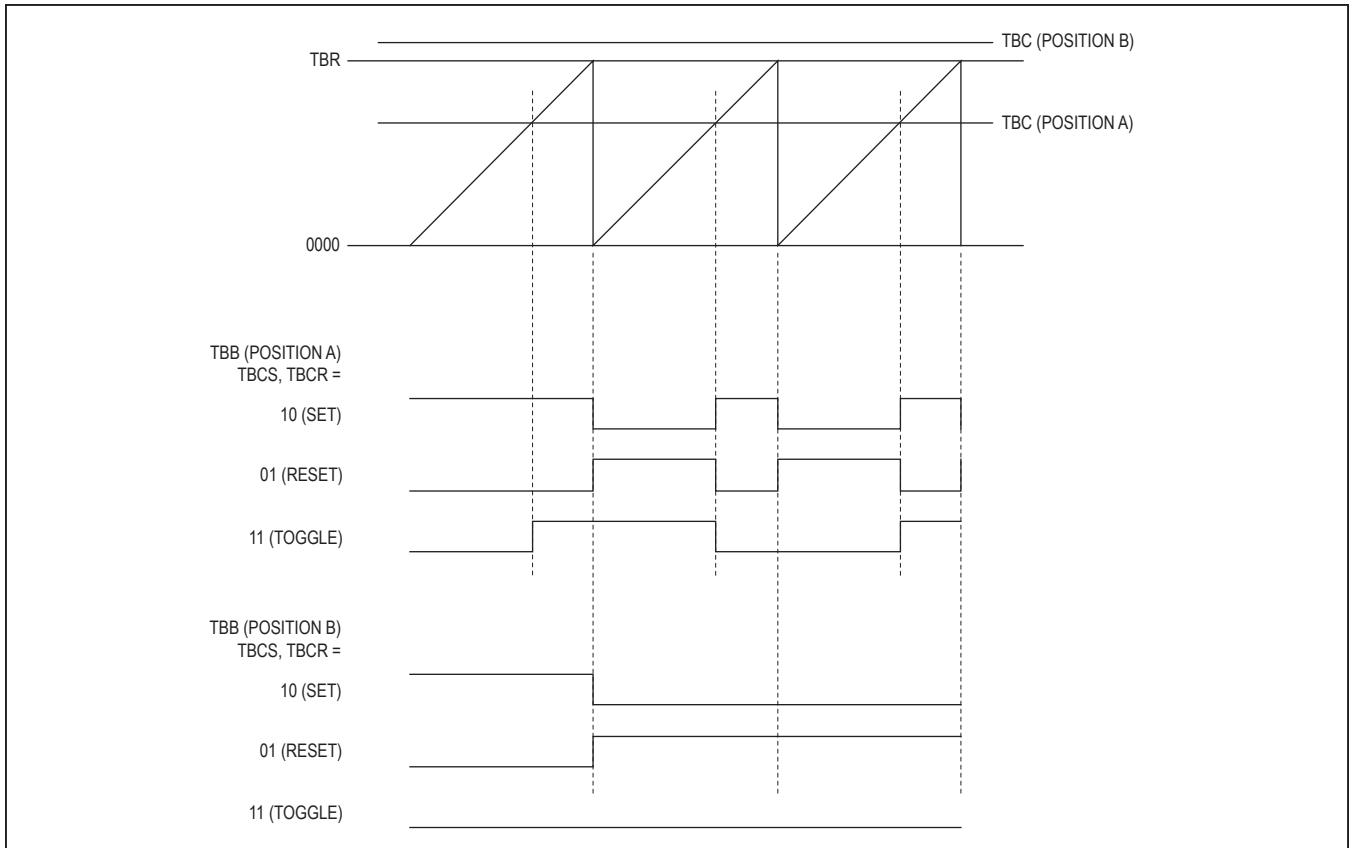 TBC (POSITION B)
TBR
TBC (POSITION A)
0000
TBB (POSITION A)
TBCS, TBCR =
10 (SET)
01 (RESET)
11 (TOGGLE)
TBB (POSITION B)
TBCS, TBCR =
10 (SET)
01 (RESET)
11 (TOGGLE)